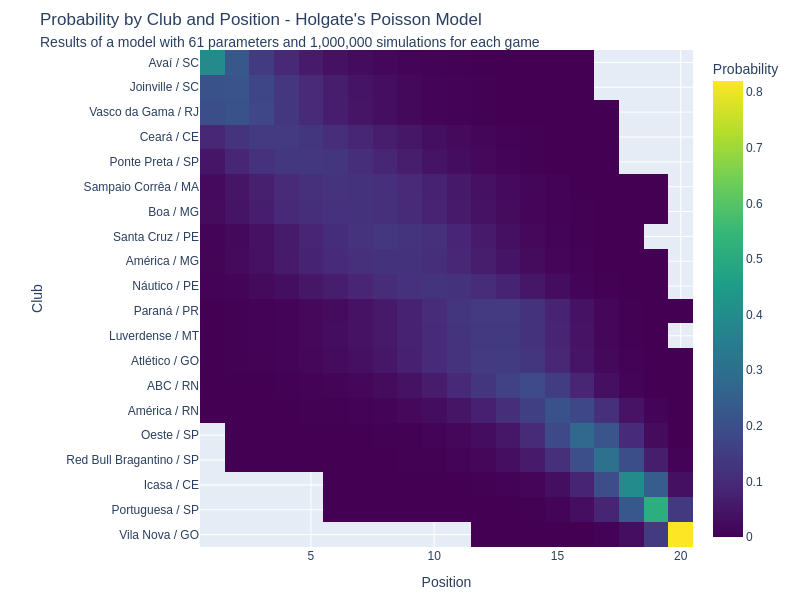 Probability by Club and Position - Holgate's Poisson Model
Results of a model with 61 parameters and 1,000,000 simulations for each game
Probability
Avaí / SC
Joinville / SC
Vasco da Gama / RJ
Ceará / CE
Ponte Preta / SP
Sampaio Corrêa / MA
Boa / MG
Santa Cruz / PE
América / MG
Náutico / PE
Paraná / PR
Luverdense / MT
Atlético / GO
ABC / RN
América / RN
Oeste / SP
Red Bull Bragantino / SP
Icasa / CE
Portuguesa / SP
Vila Nova / GO
Club
5
10
15
20
Position
0.8
0.7
0.6
0.5
0.4
0.3
0.2
0.1
0